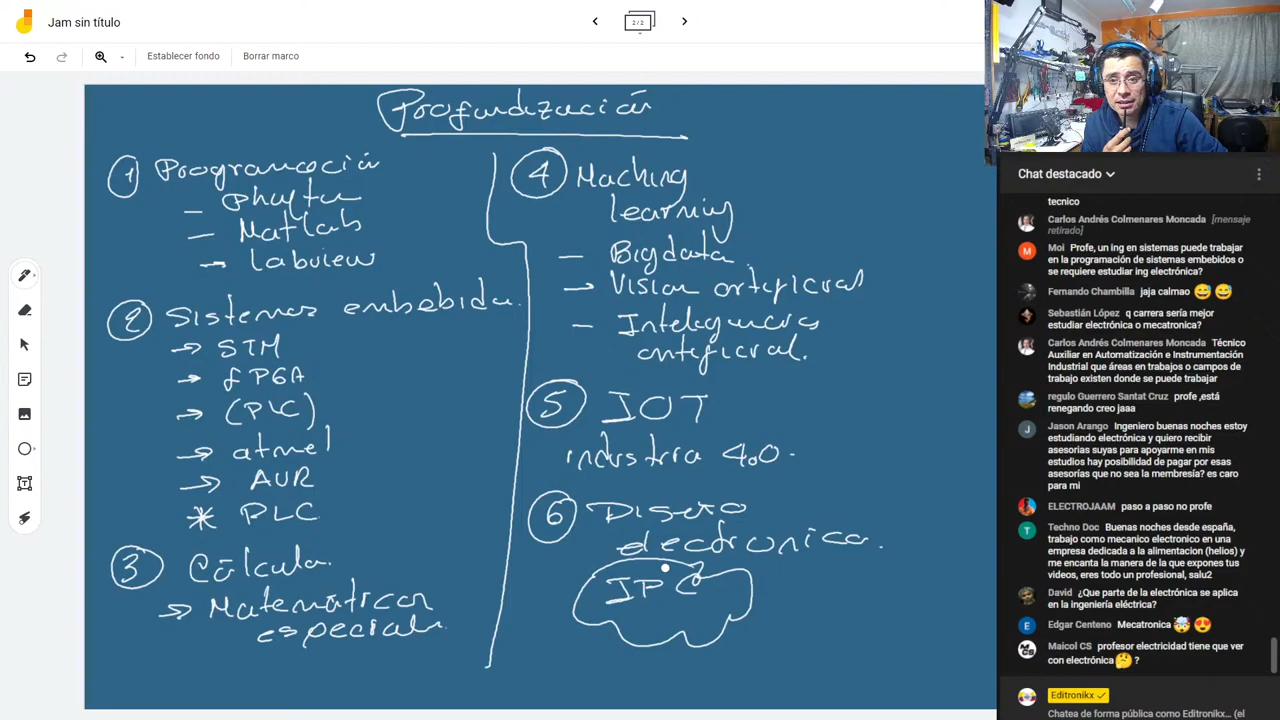 Jam sin título
2/2
Establecer fondo
Borrar marco
Profundización
1 Programación
- Phyton
- Matlab
- labview
2 Sistemas embebidos.
→ STM
→ FPGA
→ (PIC)
→ atmel
→ AVR
* PLC
3 Cálculo.
→ Matemáticas
especiales.
4 Maching
learning
- Bigdata.
→ Vision artificial
- Inteligencia
artificial.
5 IOT
industria 4.0.
6 Diseño
electronica.
IPC
Chat destacado
tecnico
Carlos Andrés Colmenares Moncada [mensaje
retirado]
Moi Profe, un ing en sistemas puede trabajar
en la programación de sistemas embebidos o
se requiere estudiar ing electrónica?
Fernando Chambilla jaja calmao 😅 😅
Sebastián López q carrera sería mejor
estudiar electrónica o mecatronica?
Carlos Andrés Colmenares Moncada Técnico
Auxiliar en Automatización e Instrumentación
Industrial que áreas en trabajos o campos de
trabajo existen donde se puede trabajar
regulo Guerrero Santat Cruz profe ,está
renegando creo jaaa
Jason Arango Ingeniero buenas noches estoy
estudiando electrónica y quiero recibir
asesorias suyas para apoyarme en mis
estudios hay posibilidad de pagar por esas
asesorías que no sea la membresía? es caro
para mi
ELECTROJAAM paso a paso no profe
Techno Doc Buenas noches desde españa,
trabajo como mecanico electronico en una
empresa dedicada a la alimentacion (helios) y
me encanta la manera de la que expones tus
videos, eres todo un profesional, salu2
David ¿Que parte de la electrónica se aplica
en la ingeniería eléctrica?
Edgar Centeno Mecatronica 🤯 😍
Maicol CS profesor electricidad tiene que ver
con electrónica 🤔 ?
Editronikx ✓
Chatea de forma pública como Editronikx... (el